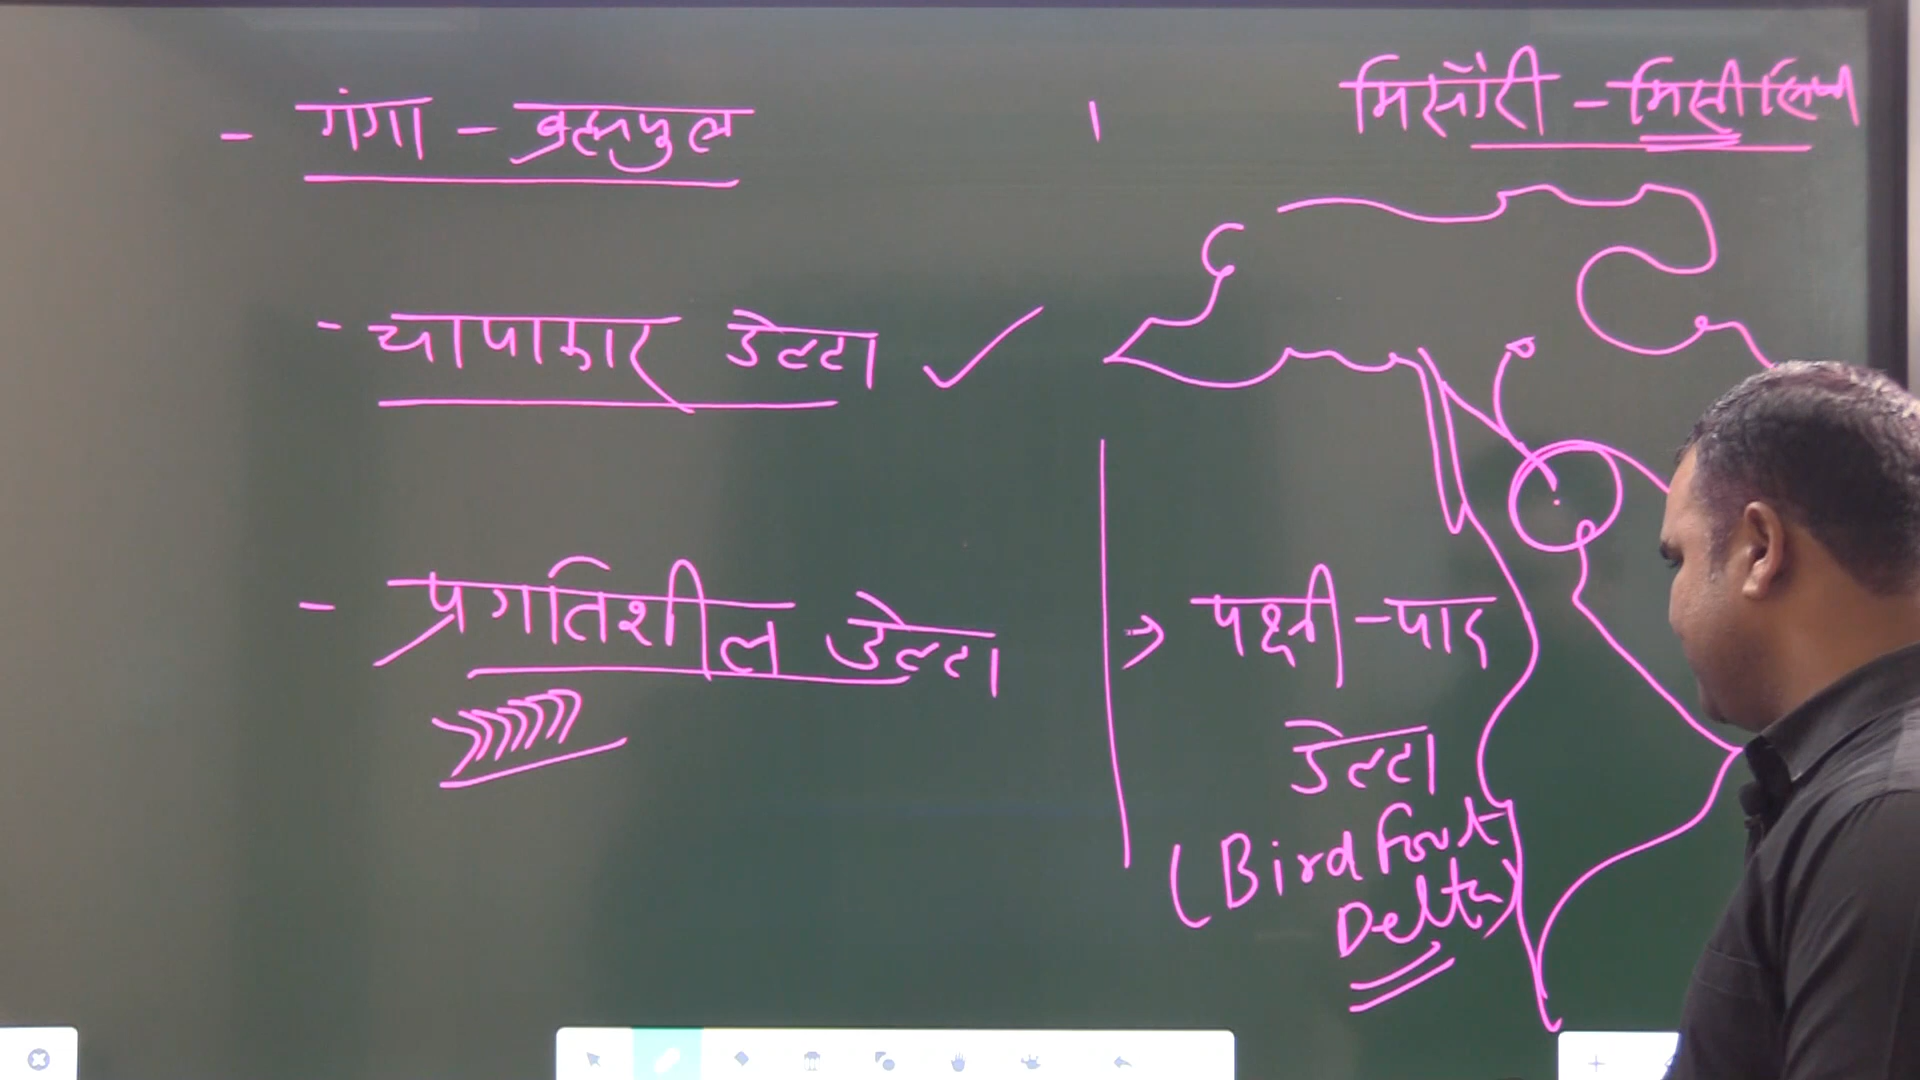 - गंगा - ब्रह्मपुत्र
- चापाकार डेल्टा ✓
- प्रगतिशील डेल्टा
मिसौरी - मिसीसिपी
→ पक्षी-पाद
डेल्टा
(Bird foot
Delta)